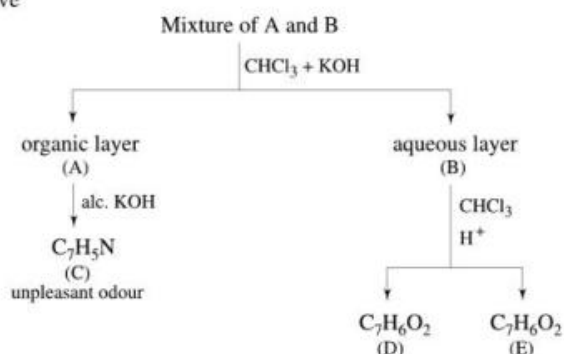 ve
Mixture of A and B
CHCl₃ + KOH
organic layer
(A)
aqueous layer
(B)
alc. KOH
CHCl₃
H⁺
C₇H₅N
(C)
unpleasant odour
C₇H₆O₂
(D)
C₇H₆O₂
(E)